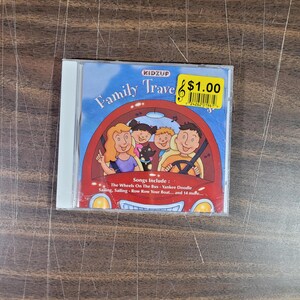 KIDZUP
Family Trave
$1.00
Songs Include :
The Wheels On The Bus - Yankee Doodle
Sailing, Sailing - Row Row Your Boat... and 14 more...